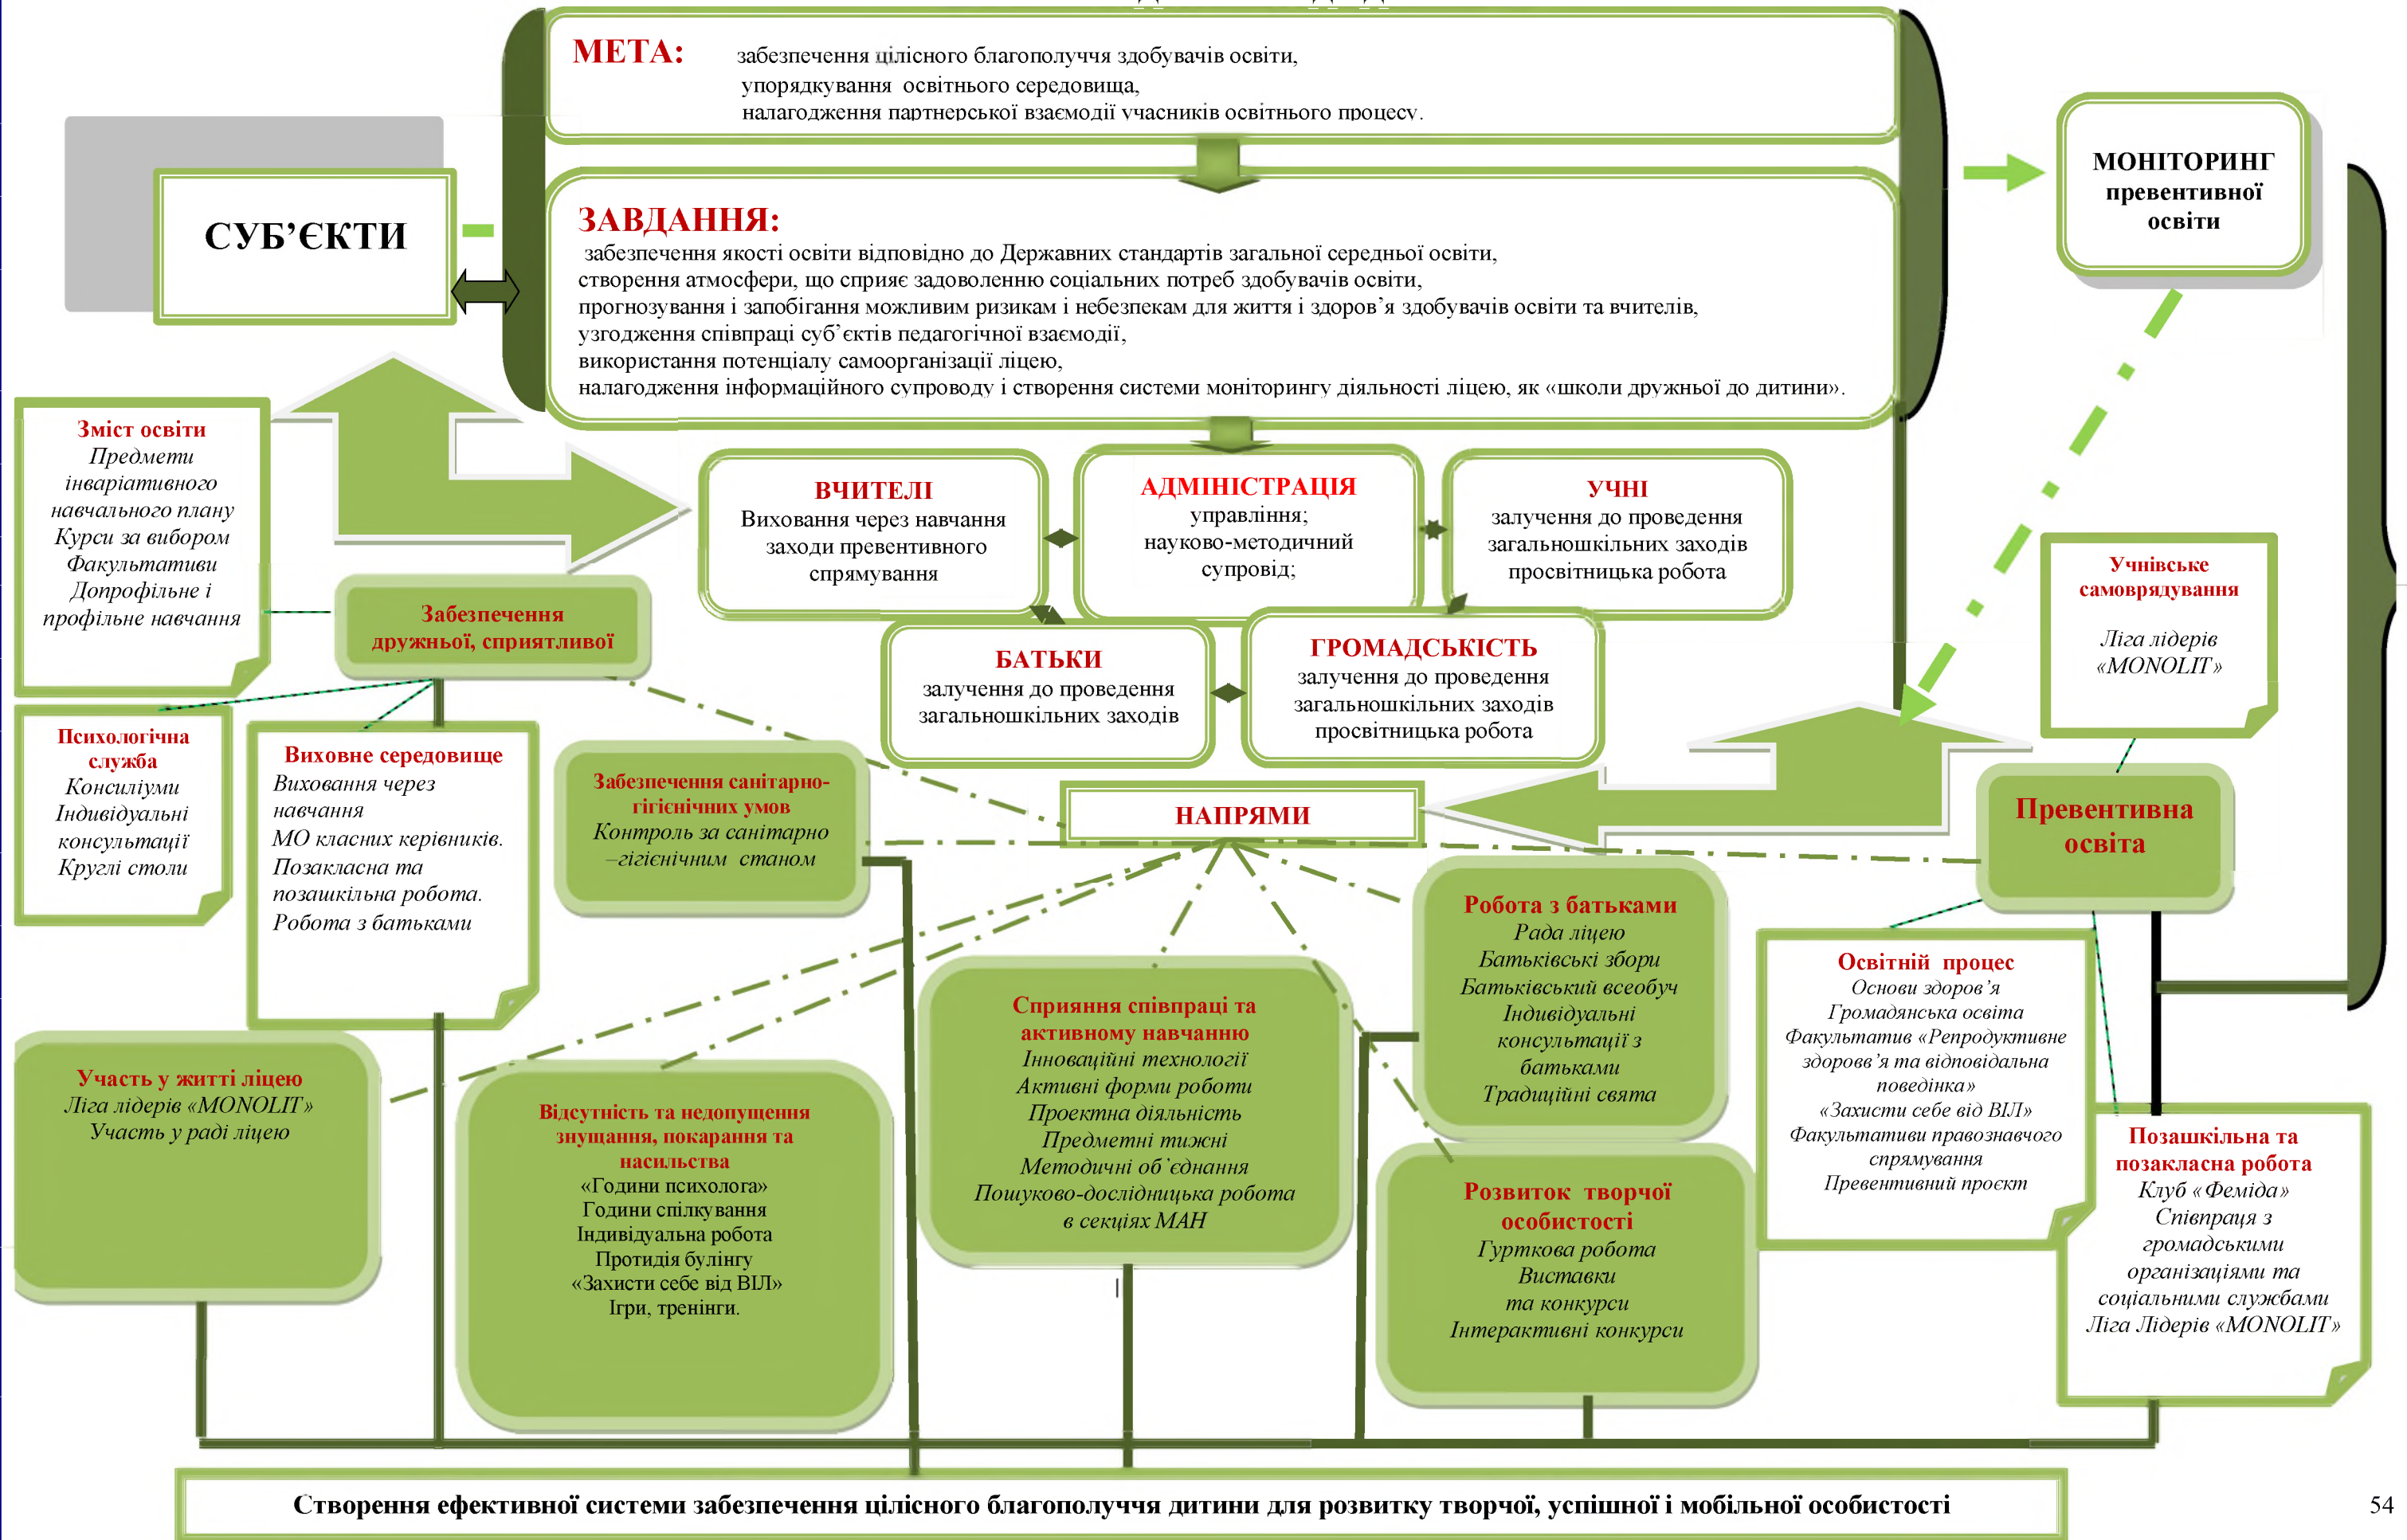 МЕТА: забезпечення цілісного благополуччя здобувачів освіти,
упорядкування освітнього середовища,
налагодження партнерської взаємодії учасників освітнього процесу.
МОНІТОРИНГ
превентивної
освіти
СУБ’ЄКТИ
ЗАВДАННЯ:
забезпечення якості освіти відповідно до Державних стандартів загальної середньої освіти,
створення атмосфери, що сприяє задоволенню соціальних потреб здобувачів освіти,
прогнозування і запобігання можливим ризикам і небезпекам для життя і здоров’я здобувачів освіти та вчителів,
узгодження співпраці суб’єктів педагогічної взаємодії,
використання потенціалу самоорганізації ліцею,
налагодження інформаційного супроводу і створення системи моніторингу діяльності ліцею, як «школи дружньої до дитини».
Зміст освіти
Предмети
інваріативного
навчального плану
Курси за вибором
Факультативи
Допрофільне і
профільне навчання
ВЧИТЕЛІ
Виховання через навчання
заходи превентивного
спрямування
АДМІНІСТРАЦІЯ
управління;
науково-методичний
супровід;
УЧНІ
залучення до проведення
загальношкільних заходів
просвітницька робота
Учнівське
самоврядування
Ліга лідерів
«MONOLIT»
Забезпечення
дружньої, сприятливої
БАТЬКИ
залучення до проведення
загальношкільних заходів
ГРОМАДСЬКІСТЬ
залучення до проведення
загальношкільних заходів
просвітницька робота
Психологічна
служба
Консиліуми
Індивідуальні
консультації
Круглі столи
Виховне середовище
Виховання через
навчання
МО класних керівників.
Позакласна та
позашкільна робота.
Робота з батьками
Забезпечення санітарно-
гігієнічних умов
Контроль за санітарно
–гігієнічним станом
НАПРЯМИ
Превентивна
освіта
Робота з батьками
Рада ліцею
Батьківські збори
Батьківський всеобуч
Індивідуальні
консультації з
батьками
Традиційні свята
Освітній процес
Основи здоров’я
Громадянська освіта
Факультатив «Репродуктивне
здоровв’я та відповідальна
поведінка»
«Захисти себе від ВІЛ»
Факультативи правознавчого
спрямування
Превентивний проєкт
Участь у житті ліцею
Ліга лідерів «MONOLIT»
Участь у раді ліцею
Відсутність та недопущення
знущання, покарання та
насильства
«Години психолога»
Години спілкування
Індивідуальна робота
Протидія булінгу
«Захисти себе від ВІЛ»
Ігри, тренінги.
Сприяння співпраці та
активному навчанню
Інноваційні технології
Активні форми роботи
Проектна діяльність
Предметні тижні
Методичні об`єднання
Пошуково-дослідницька робота
в секціях МАН
Розвиток творчої
особистості
Гурткова робота
Виставки
та конкурси
Інтерактивні конкурси
Позашкільна та
позакласна робота
Клуб «Феміда»
Співпраця з
громадськими
організаціями та
соціальними службами
Ліга Лідерів «MONOLIT»
Створення ефективної системи забезпечення цілісного благополуччя дитини для розвитку творчої, успішної і мобільної особистості
54